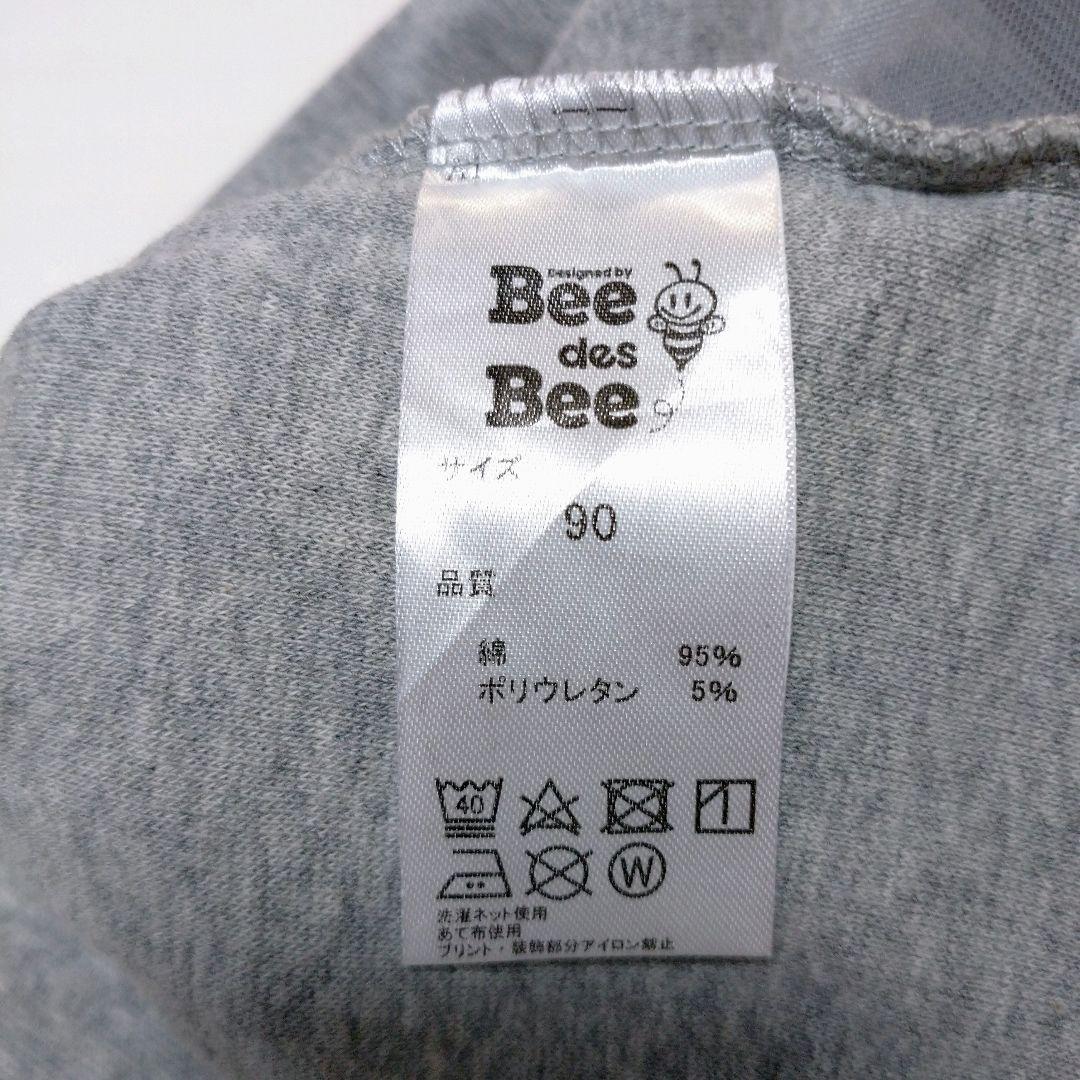 Designed by
Bee
des
Bee
サイズ
90
品質
綿 95%
ポリウレタン 5%
40
W
洗濯ネット使用
あて布使用
プリント・装飾部分アイロン禁止